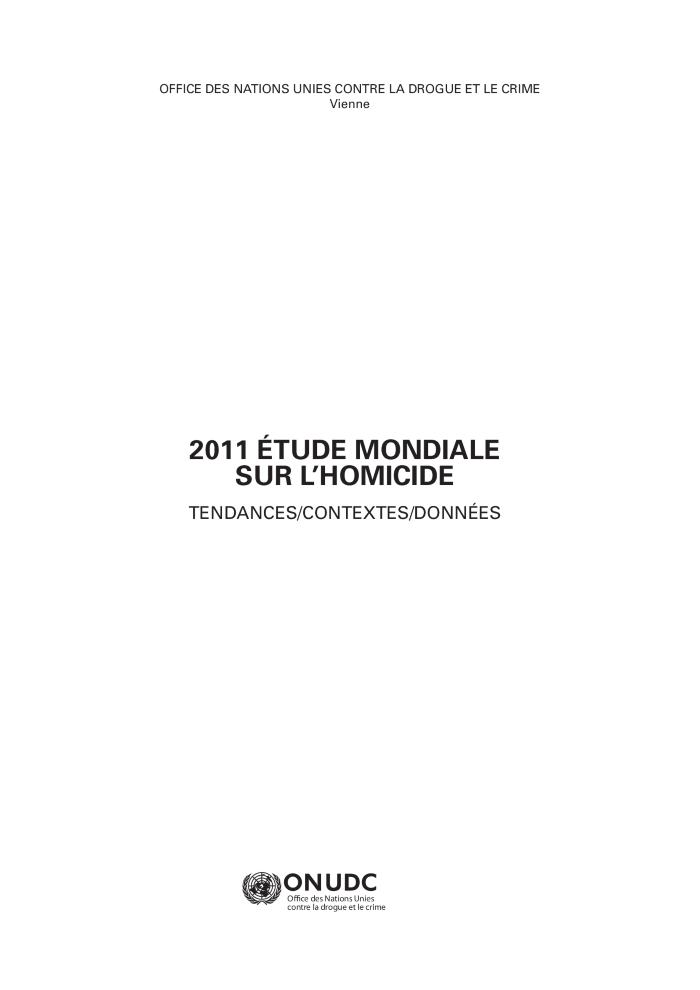 OFFICE DES NATIONS UNIES CONTRE LA DROGUE ET LE CRIME
Vienne
2011 ÉTUDE MONDIALE
SUR L’HOMICIDE
TENDANCES/CONTEXTES/DONNÉES
ONUDC
Office des Nations Unies
contre la drogue et le crime